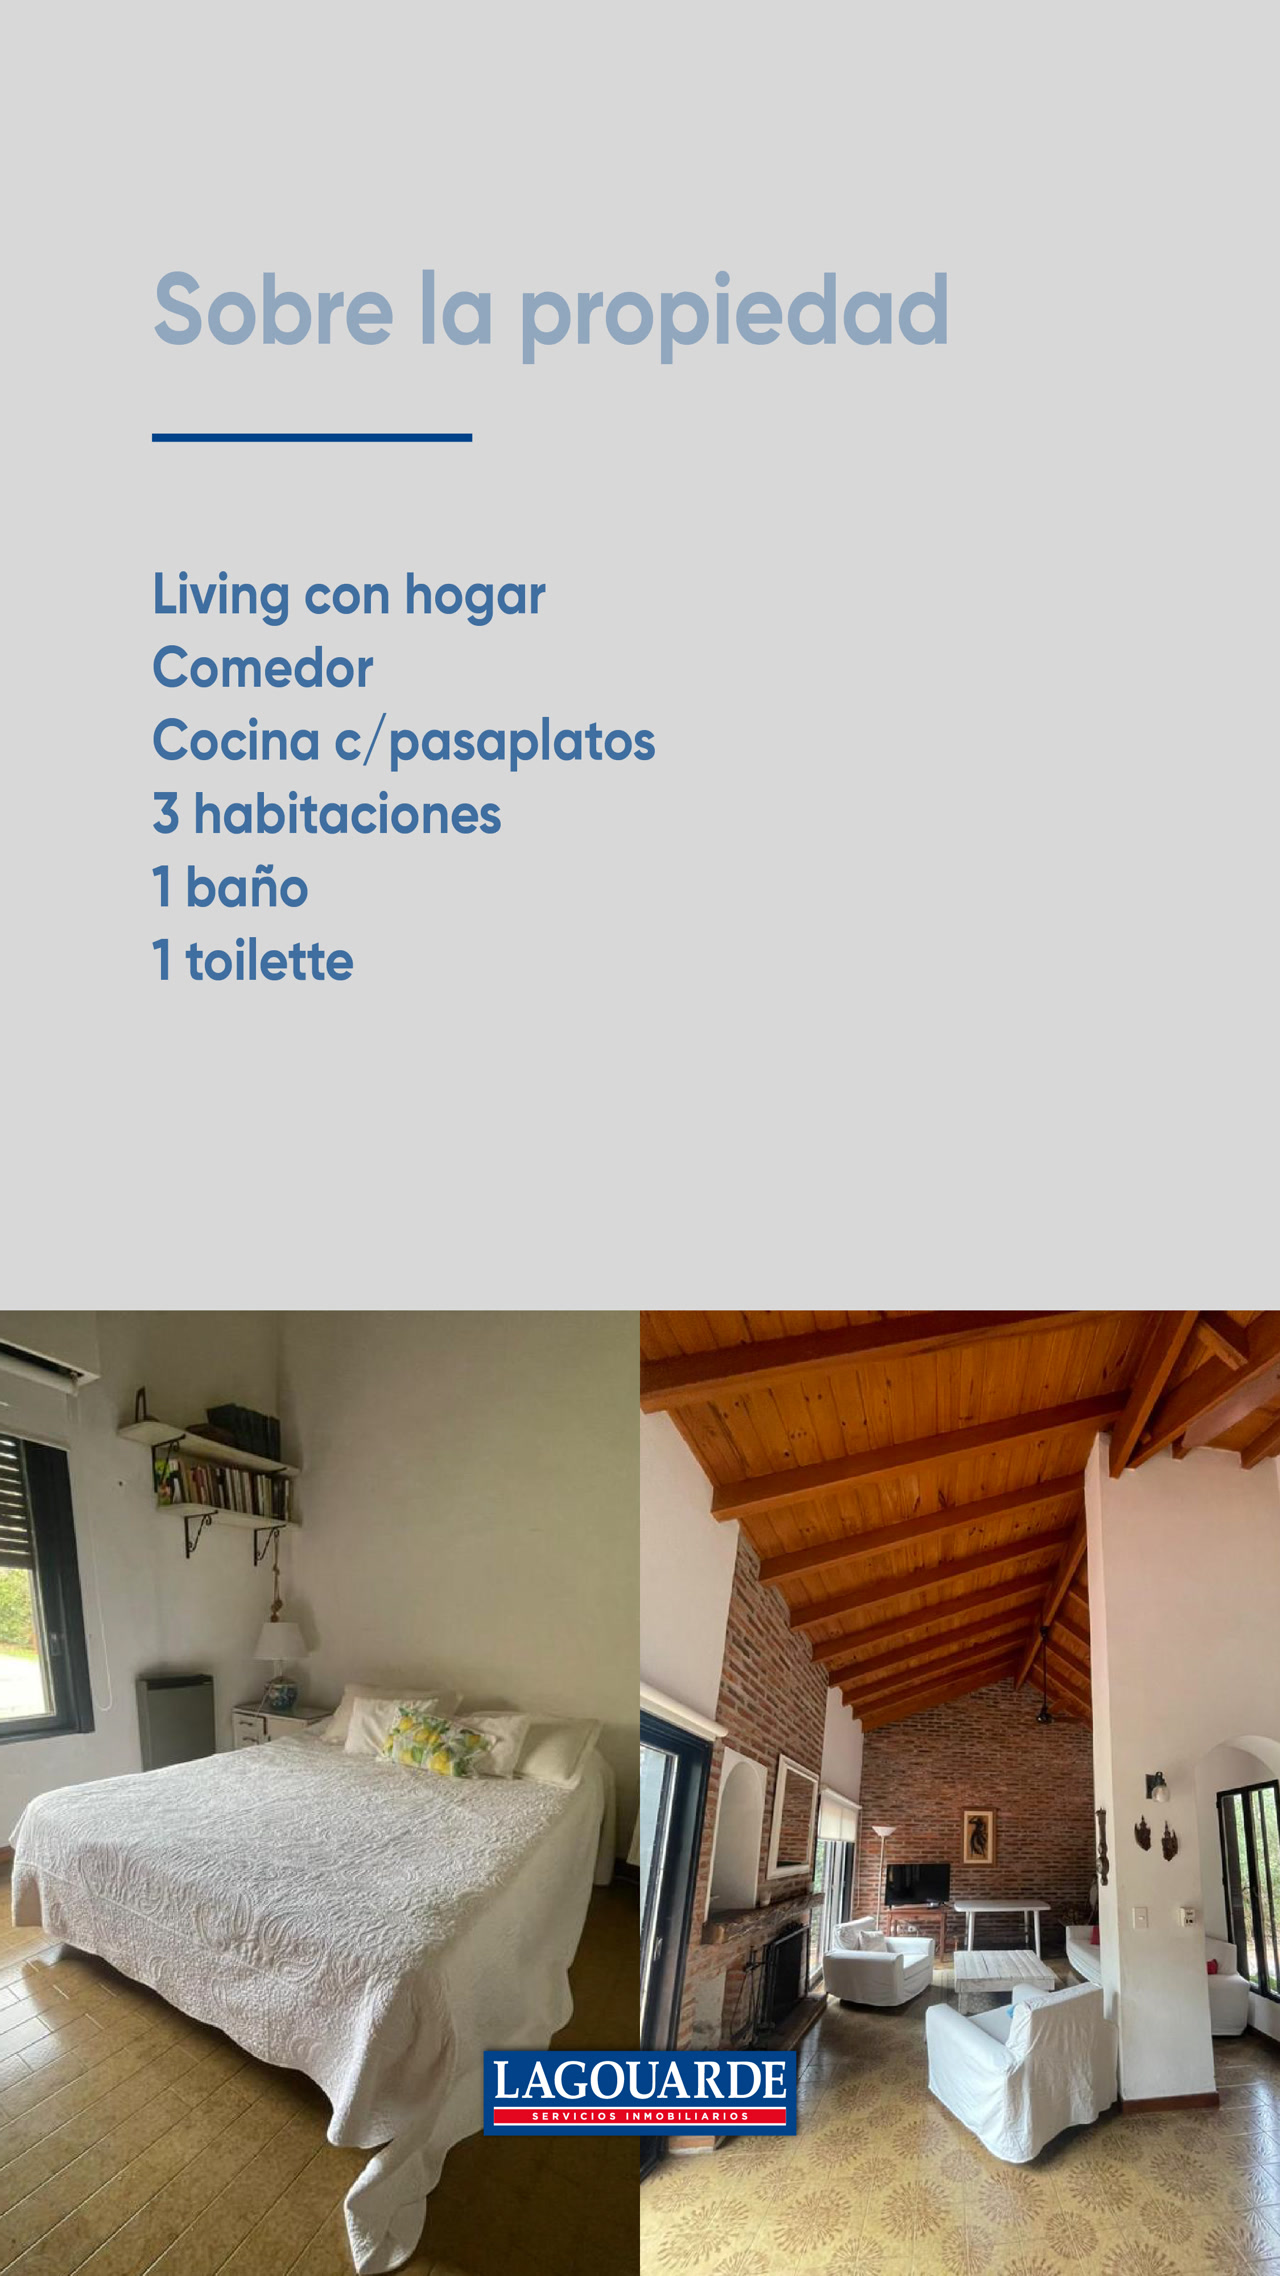 Sobre la propiedad
Living con hogar
Comedor
Cocina c/pasaplatos
3 habitaciones
1 baño
1 toilette
LAGOUARDE
SERVICIOS INMOBILIARIOS